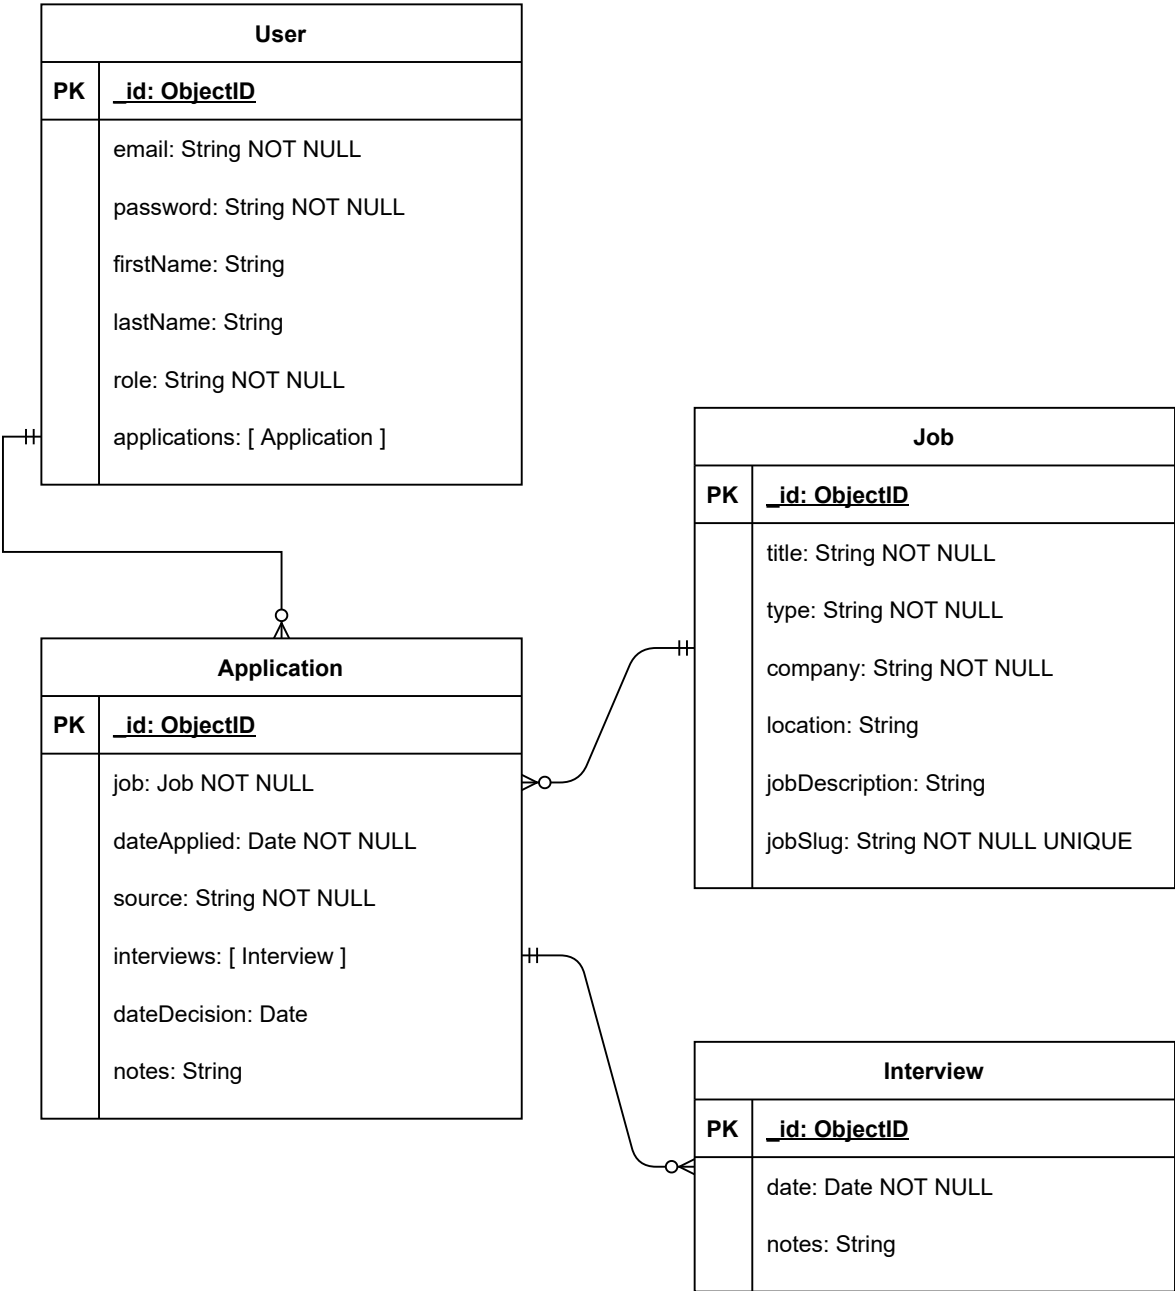 User
PK _id: ObjectID
email: String NOT NULL
password: String NOT NULL
firstName: String
lastName: String
role: String NOT NULL
applications: [ Application ]
Job
PK _id: ObjectID
title: String NOT NULL
type: String NOT NULL
company: String NOT NULL
location: String
jobDescription: String
jobSlug: String NOT NULL UNIQUE
Application
PK _id: ObjectID
job: Job NOT NULL
dateApplied: Date NOT NULL
source: String NOT NULL
interviews: [ Interview ]
dateDecision: Date
notes: String
Interview
PK _id: ObjectID
date: Date NOT NULL
notes: String